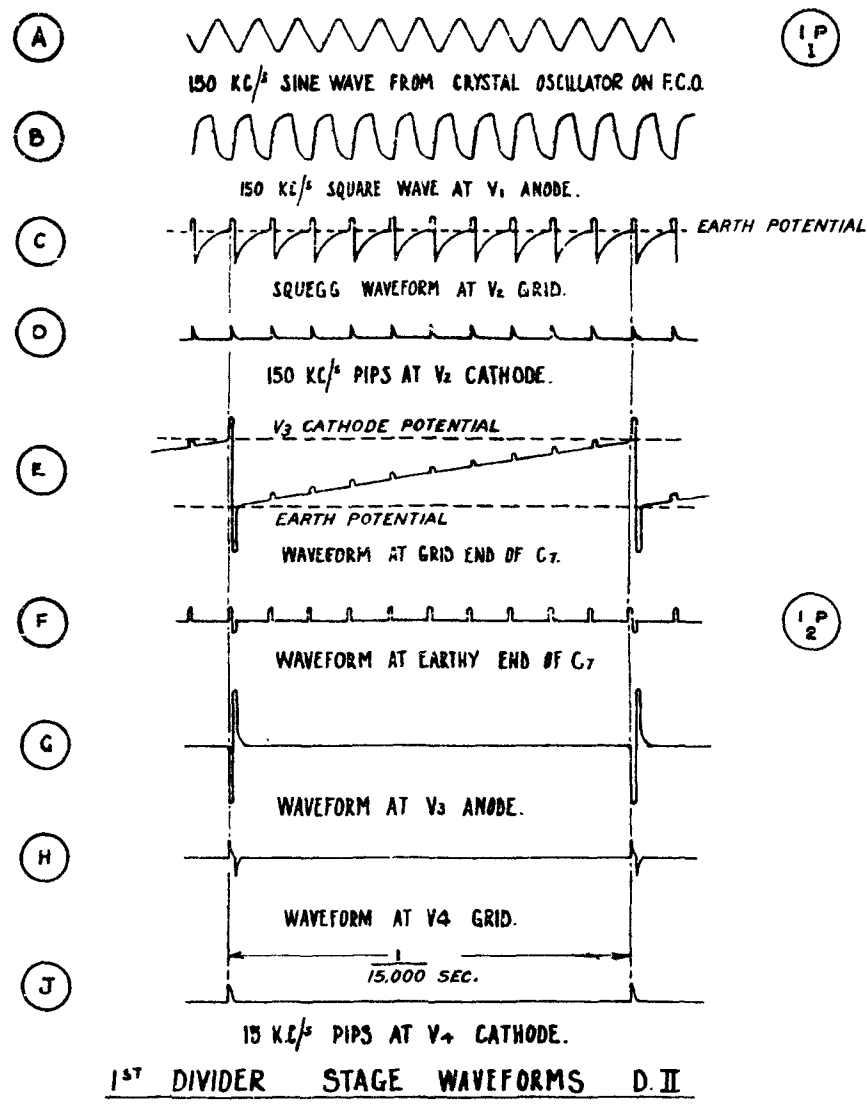 A
1 P
1
150 KC/s SINE WAVE FROM CRYSTAL OSCILLATOR ON F.C.O.
B
150 KC/s SQUARE WAVE AT V1 ANODE.
C
EARTH POTENTIAL
SQUEGG WAVEFORM AT V2 GRID.
D
150 KC/s PIPS AT V2 CATHODE.
V3 CATHODE POTENTIAL
E
EARTH POTENTIAL
WAVEFORM AT GRID END OF C7.
F
1 P
2
WAVEFORM AT EARTHY END OF C7
G
WAVEFORM AT V3 ANODE.
H
WAVEFORM AT V4 GRID.
1
15,000 SEC.
J
15 KC/s PIPS AT V4 CATHODE.
1ST DIVIDER STAGE WAVEFORMS D.II